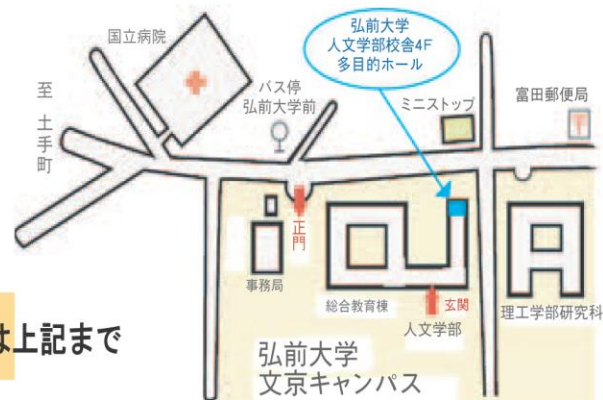 国立病院
弘前大学
人文学部校舎4F
多目的ホール
バス停
弘前大学前
ミニストップ
富田郵便局
至 土手町
正門
事務局
総合教育棟
玄関
人文学部
理工学部研究科
は上記まで
弘前大学
文京キャンパス